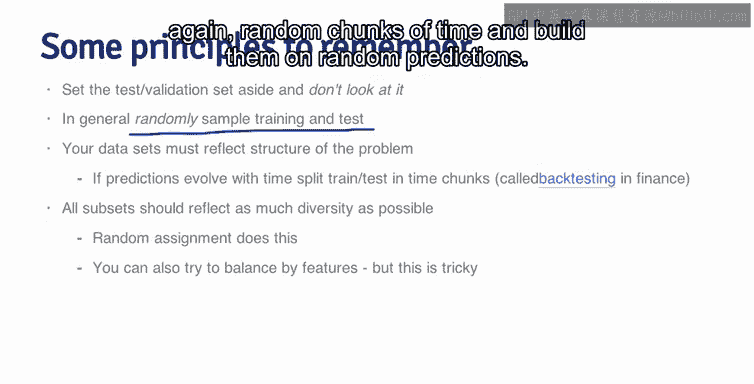 again, random chunks of time and build
them on random predictions.
Some principles to remember
· Set the test/validation set aside and don't look at it
· In general randomly sample training and test
· Your data sets must reflect structure of the problem
- If predictions evolve with time split train/test in time chunks (calledbacktesting in finance)
· All subsets should reflect as much diversity as possible
- Random assignment does this
- You can also try to balance by features - but this is tricky